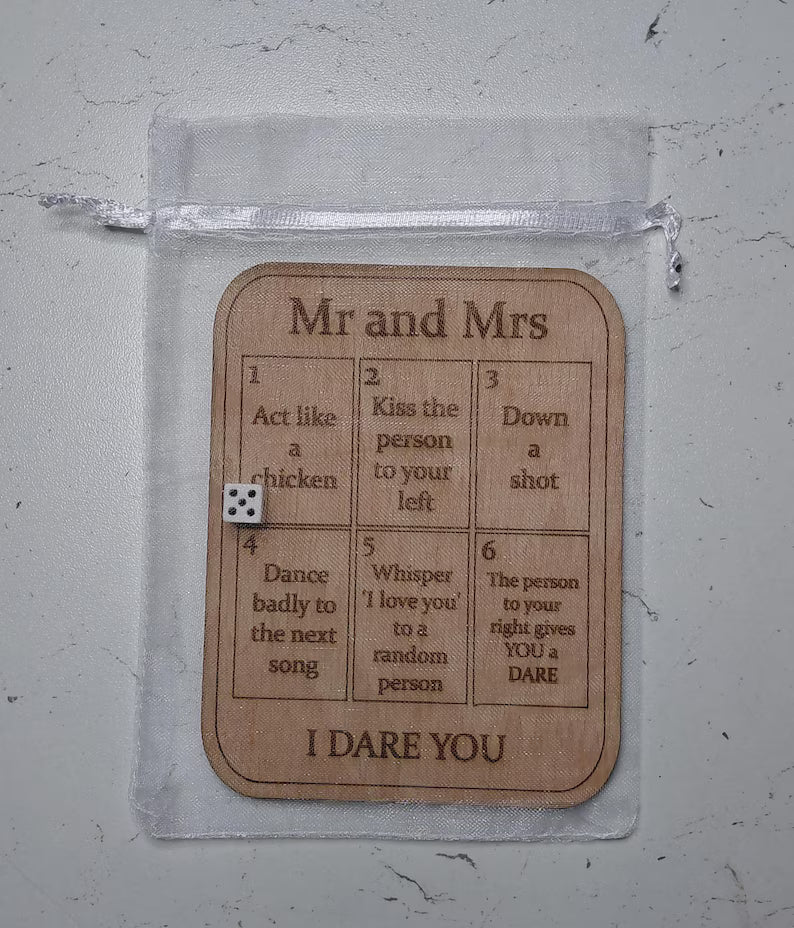 Mr and Mrs
1
Act like
a
chicken
2
Kiss the
person
to your
left
3
Down
a
shot
4
Dance
badly to
the next
song
5
Whisper
'I love you'
to a
random
person
6
The person
to your
right gives
YOU a
DARE
I DARE YOU